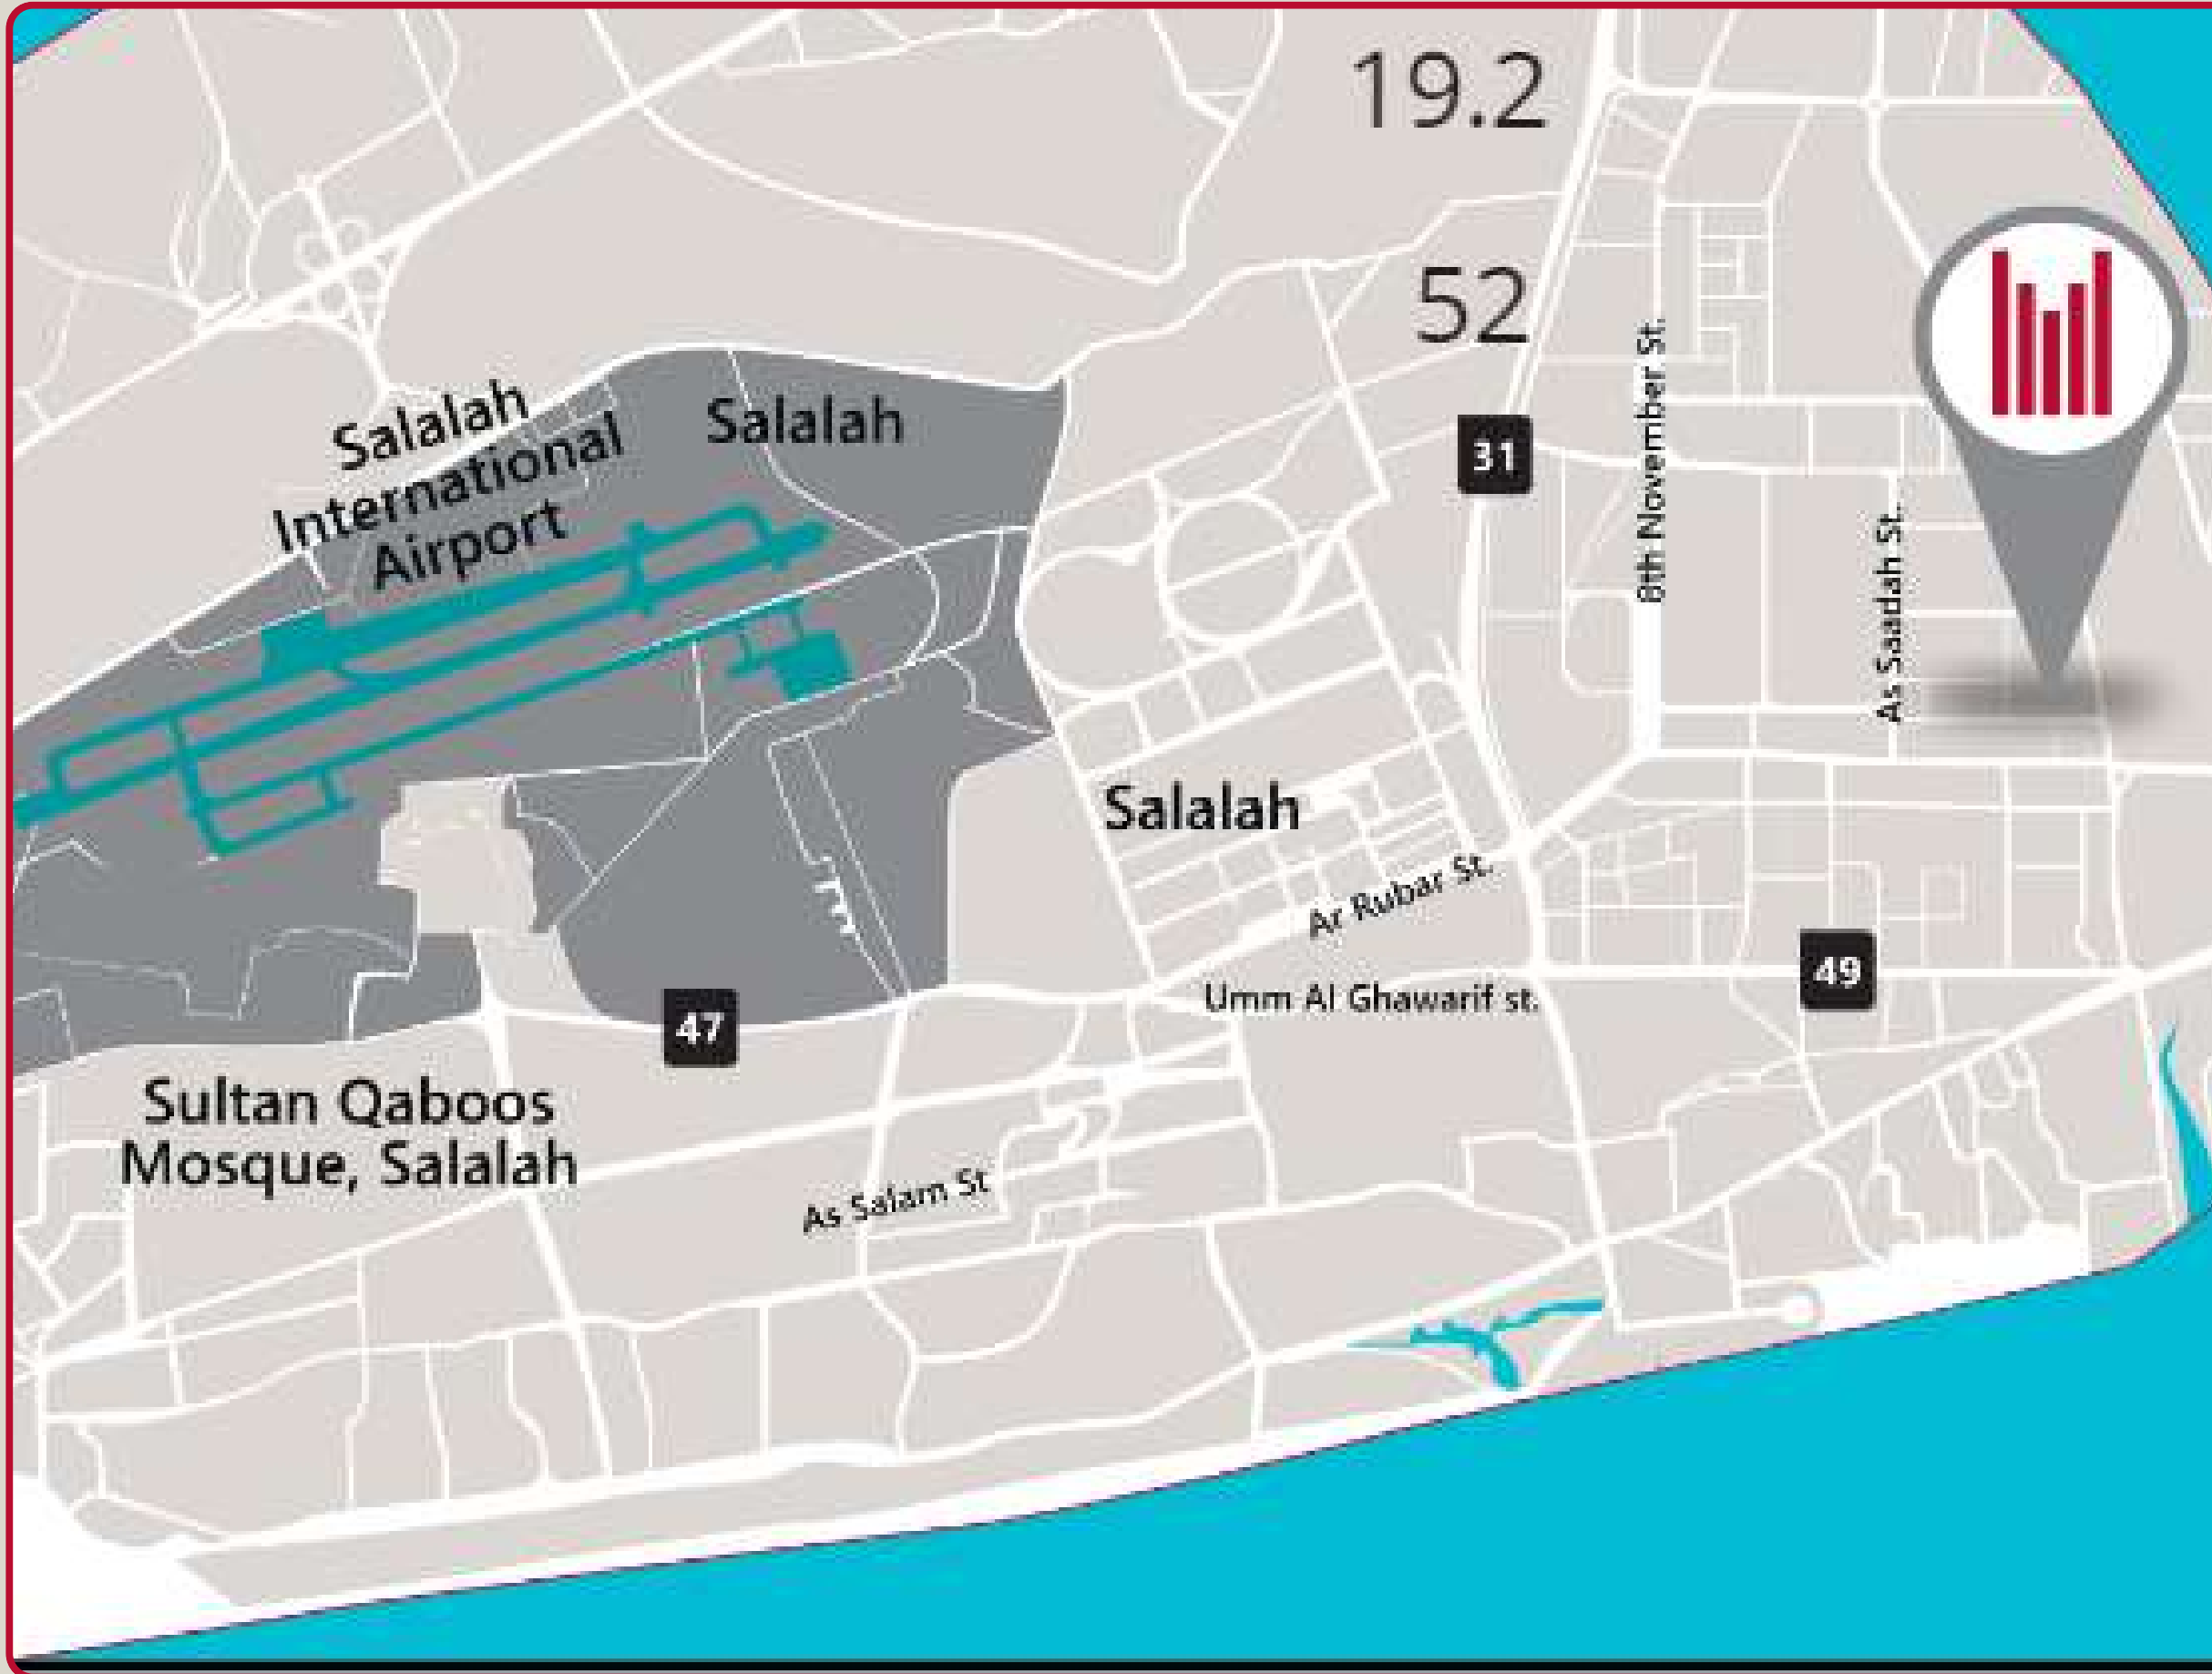 19.2
52
Salalah
International
Airport
Salalah
31
8th November St.
As Saadah St.
Salalah
Ar Rubar St.
Umm Al Ghawarif st.
49
47
Sultan Qaboos
Mosque, Salalah
As Salam St